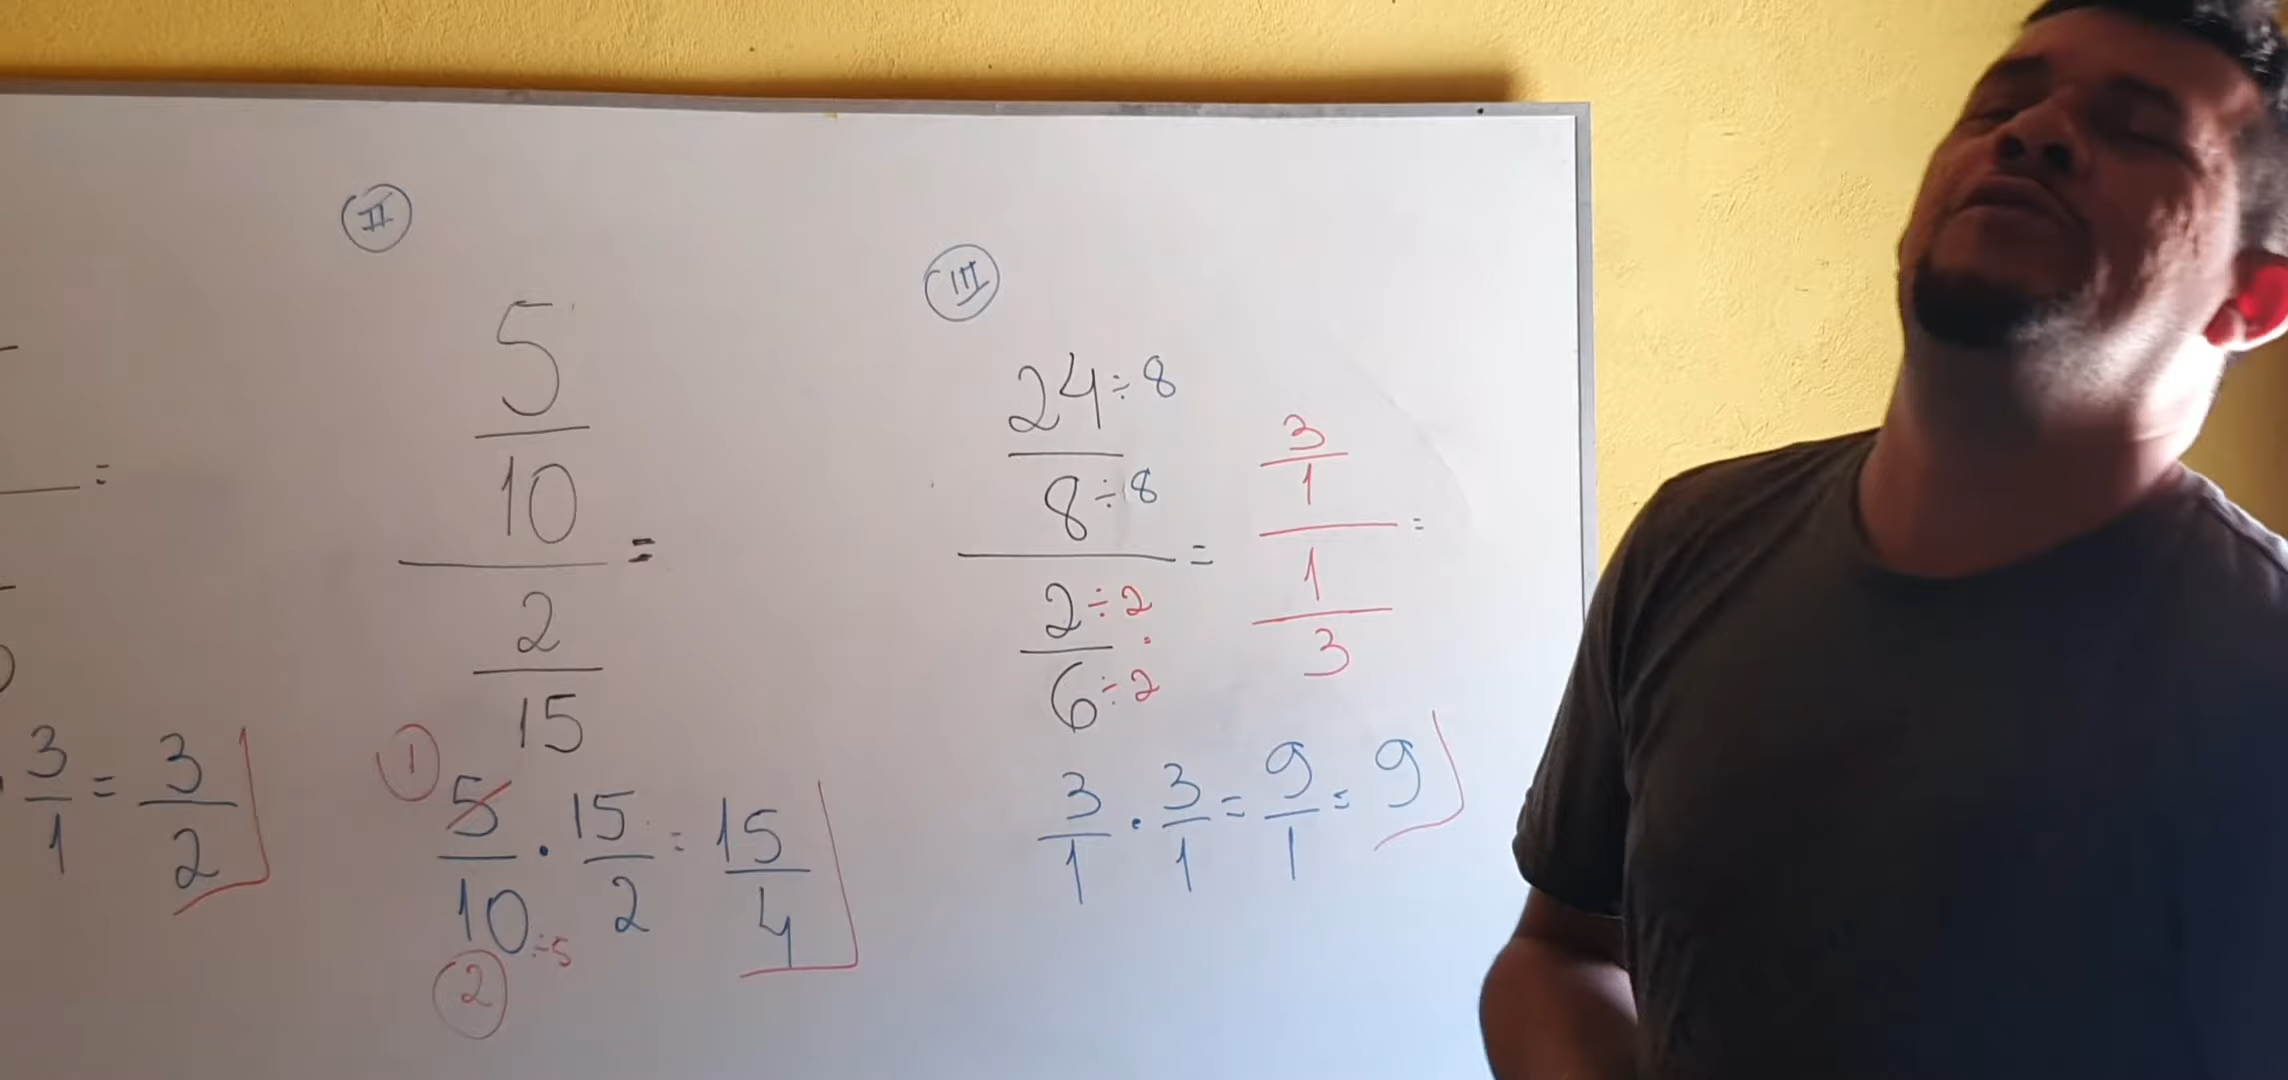 =
3/1 = 3/2
II
5/10
=
2/15
1
5/10 ÷5 · 15/2 = 15/4
2
III
24 ÷ 8
8 ÷ 8
=
2 ÷ 2
6 ÷ 2
3/1
=
1/3
3/1 · 3/1 = 9/1 = 9